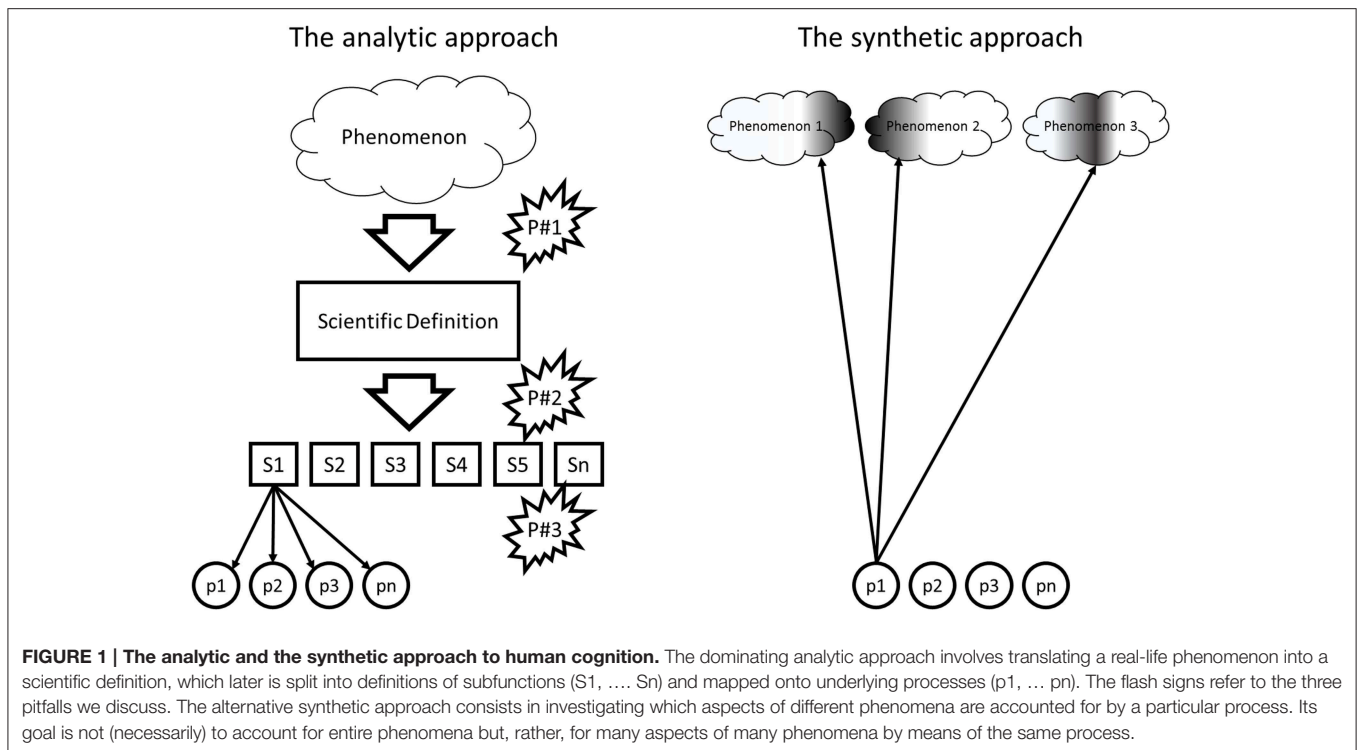 The analytic approach
Phenomenon
P#1
Scientific Definition
P#2
S1 S2 S3 S4 S5 Sn
P#3
p1 p2 p3 pn
The synthetic approach
Phenomenon 1 Phenomenon 2 Phenomenon 3
p1 p2 p3 pn
FIGURE 1 | The analytic and the synthetic approach to human cognition. The dominating analytic approach involves translating a real-life phenomenon into a
scientific definition, which later is split into definitions of subfunctions (S1, .... Sn) and mapped onto underlying processes (p1, ... pn). The flash signs refer to the three
pitfalls we discuss. The alternative synthetic approach consists in investigating which aspects of different phenomena are accounted for by a particular process. Its
goal is not (necessarily) to account for entire phenomena but, rather, for many aspects of many phenomena by means of the same process.